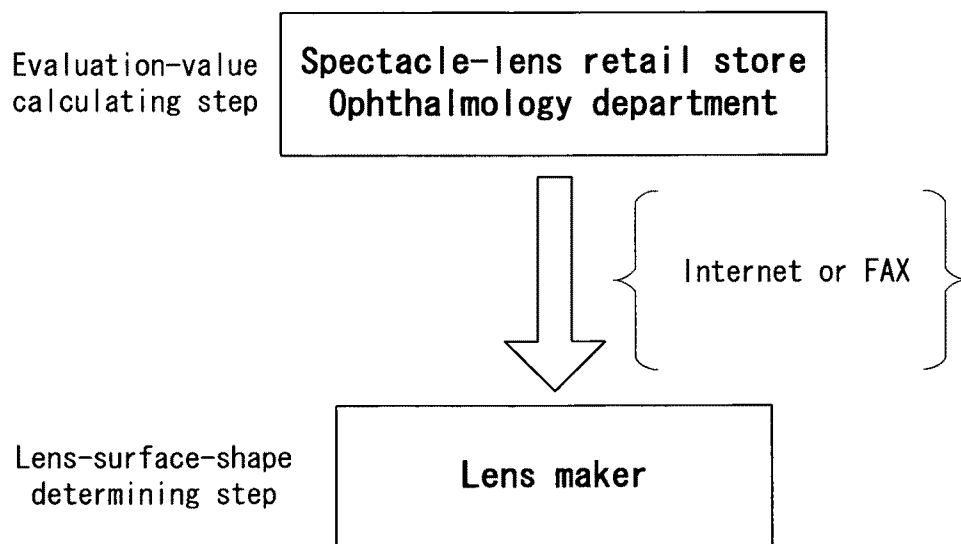 Evaluation-value
calculating step
Spectacle-lens retail store
Ophthalmology department
Internet or FAX
Lens-surface-shape
determining step
Lens maker